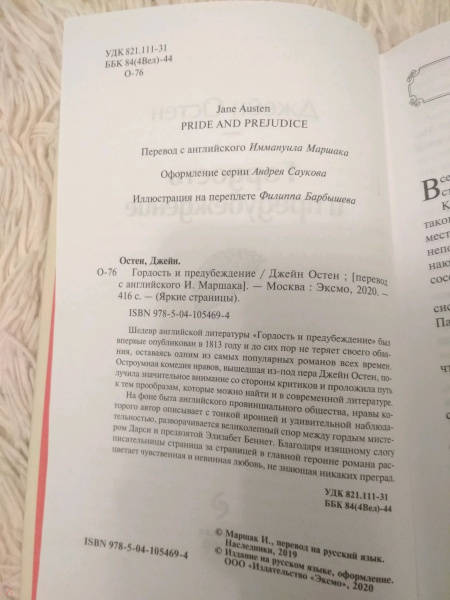 УДК 821.111-31
ББК 84(4Вел)-44
О-76
Jane Austen
PRIDE AND PREJUDICE
Перевод с английского Иммануила Маршака
Оформление серии Андрея Саукова
Иллюстрация на переплете Филиппа Барбышева
Остен, Джейн.
О-76 Гордость и предубеждение / Джейн Остен ; [перевод
с английского И. Маршака]. — Москва : Эксмо, 2020. —
416 с. — (Яркие страницы).
ISBN 978-5-04-105469-4
Шедевр английской литературы «Гордость и предубеждение» был
впервые опубликован в 1813 году и до сих пор не теряет своего обая-
ния, оставаясь одним из самых популярных романов всех времен.
Остроумная комедия нравов, вышедшая из-под пера Джейн Остен, по-
лучила значительное внимание со стороны критиков и проложила путь
к тем прообразам, которые можно найти и в современной литературе.
На фоне быта английского провинциального общества, нравы ко-
торого автор описывает с тонкой иронией и удивительной наблюда-
тельностью, разворачивается великолепный спор между гордым мисте-
ром Дарси и предвзятой Элизабет Беннет. Благодаря изящному слогу
писательницы страница за страницей в главной героине романа рас-
цветает чувственная и невинная любовь, не знающая никаких преград.
УДК 821.111-31
ББК 84(4Вел)-44
© Маршак И., перевод на русский язык.
Наследники, 2019
© Издание на русском языке, оформление.
ООО «Издательство «Эксмо», 2020
ISBN 978-5-04-105469-4